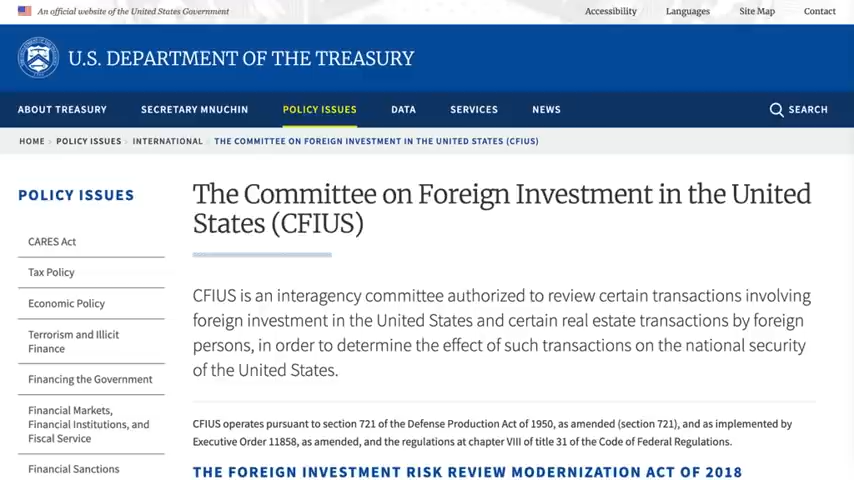 An official website of the United States Government
Accessibility Languages Site Map Contact
U.S. DEPARTMENT OF THE TREASURY
ABOUT TREASURY SECRETARY MNUCHIN POLICY ISSUES DATA SERVICES NEWS SEARCH
HOME > POLICY ISSUES > INTERNATIONAL > THE COMMITTEE ON FOREIGN INVESTMENT IN THE UNITED STATES (CFIUS)
POLICY ISSUES
CARES Act
Tax Policy
Economic Policy
Terrorism and Illicit
Finance
Financing the Government
Financial Markets,
Financial Institutions, and
Fiscal Service
Financial Sanctions
The Committee on Foreign Investment in the United
States (CFIUS)
CFIUS is an interagency committee authorized to review certain transactions involving
foreign investment in the United States and certain real estate transactions by foreign
persons, in order to determine the effect of such transactions on the national security
of the United States.
CFIUS operates pursuant to section 721 of the Defense Production Act of 1950, as amended (section 721), and as implemented by
Executive Order 11858, as amended, and the regulations at chapter VIII of title 31 of the Code of Federal Regulations.
THE FOREIGN INVESTMENT RISK REVIEW MODERNIZATION ACT OF 2018